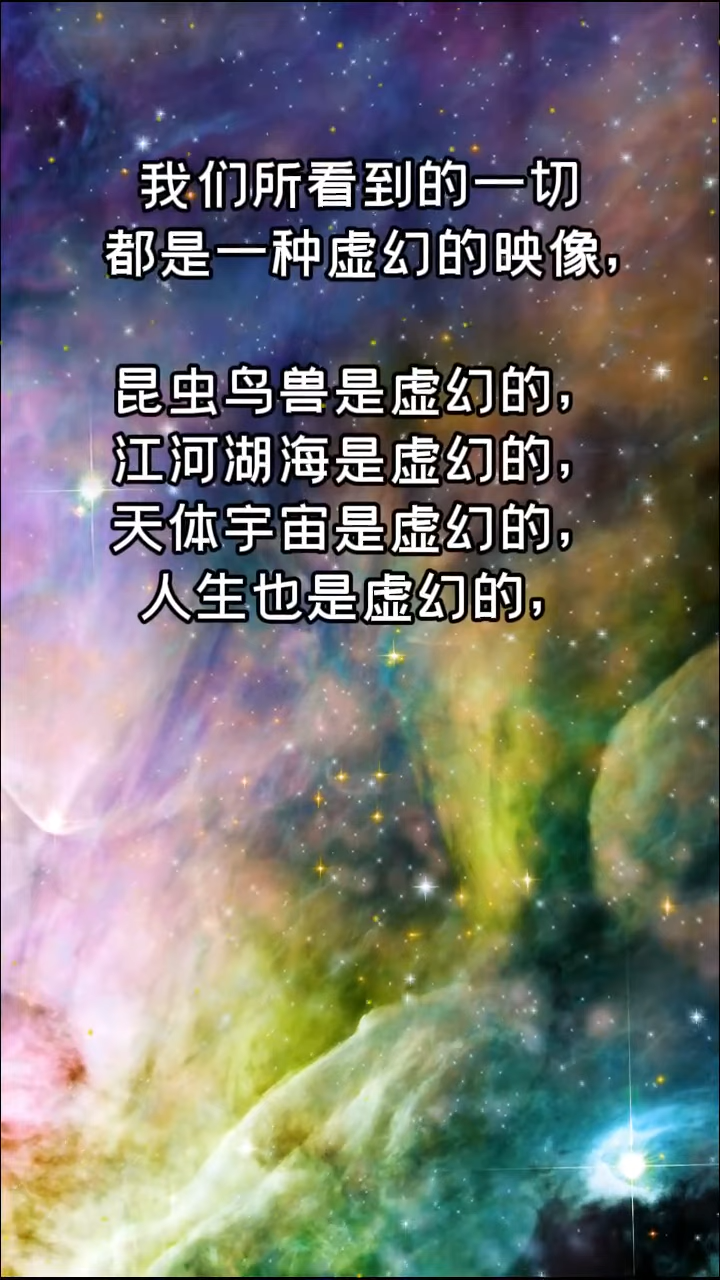 我们所看到的一切
都是一种虚幻的映像，
昆虫鸟兽是虚幻的，
江河湖海是虚幻的，
天体宇宙是虚幻的，
人生也是虚幻的，